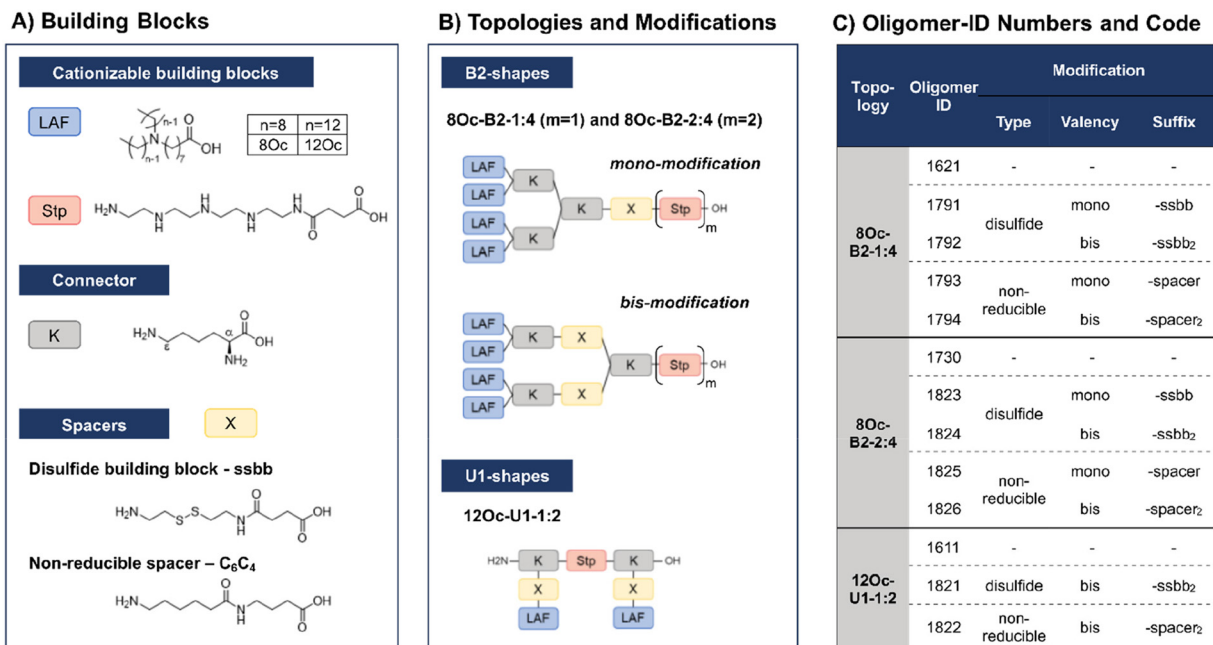 A) Building Blocks
Cationizable building blocks
LAF
n-1
N
n-1
7
O
OH
n=8 n=12
8Oc 12Oc
Stp
H2N
H
N
N
H
H
N
N
H
O
O
OH
Connector
K
H2N
ε
α
O
OH
NH2
Spacers
X
Disulfide building block - ssbb
H2N
S
S
H
N
O
O
OH
Non-reducible spacer – C6C4
H2N
O
N
H
O
OH
B) Topologies and Modifications
B2-shapes
8Oc-B2-1:4 (m=1) and 8Oc-B2-2:4 (m=2)
mono-modification
LAF
LAF
K
K X Stp OH
m
LAF
LAF
K
bis-modification
LAF
LAF
K X
K Stp OH
m
LAF
LAF
K X
U1-shapes
12Oc-U1-1:2
H2N K Stp K OH
X X
LAF LAF
C) Oligomer-ID Numbers and Code
Topo-
logy
Oligomer
ID
Modification
Type Valency Suffix
8Oc-
B2-1:4
1621 - - -
1791 mono -ssbb
disulfide
1792 bis -ssbb2
1793 mono -spacer
non-
reducible
1794 bis -spacer2
8Oc-
B2-2:4
1730 - - -
1823 mono -ssbb
disulfide
1824 bis -ssbb2
1825 mono -spacer
non-
reducible
1826 bis -spacer2
12Oc-
U1-1:2
1611 - - -
1821 disulfide bis -ssbb2
1822 non-
reducible bis -spacer2